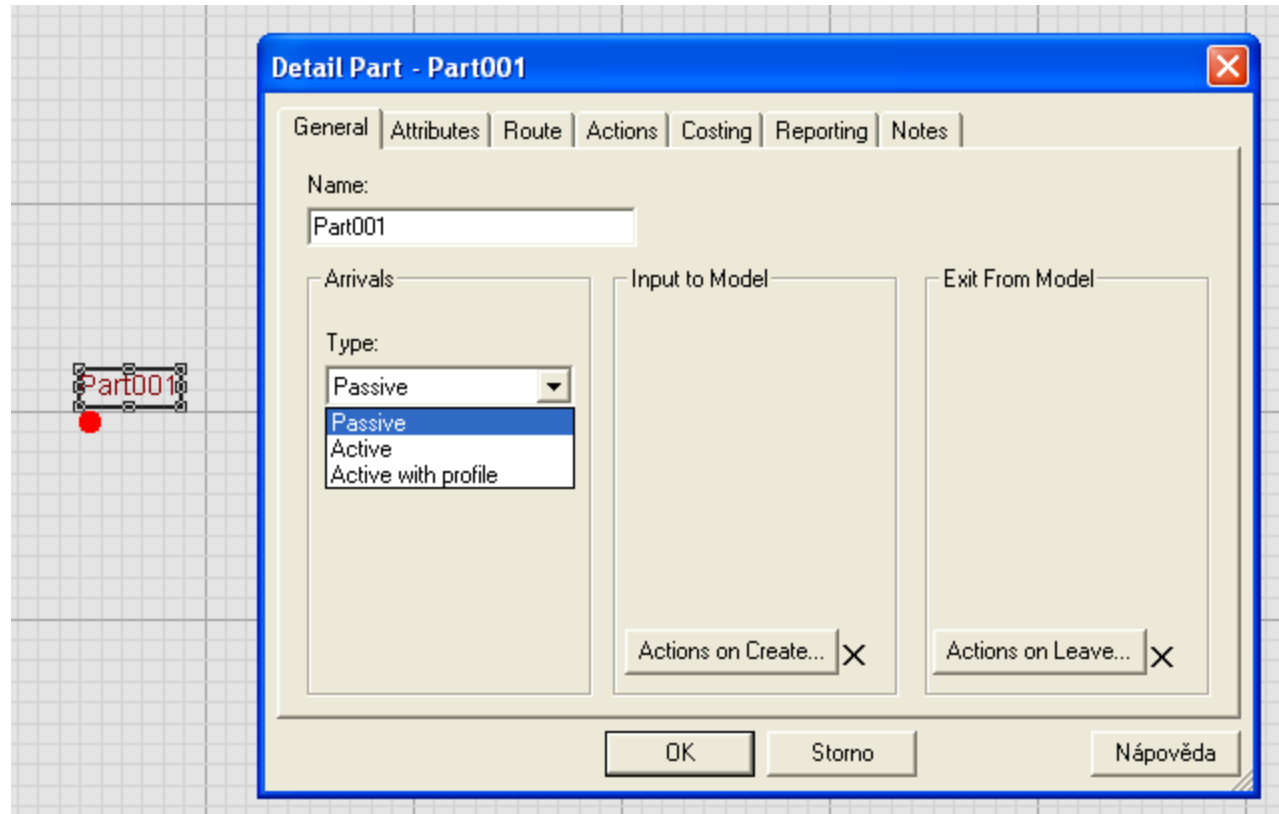 Detail Part - Part001
General Attributes Route Actions Costing Reporting Notes
Name:
Part001
Arrivals
Input to Model
Exit From Model
Type:
Passive
Passive
Active
Active with profile
Part001
Actions on Create...
Actions on Leave...
OK
Storno
Nápověda